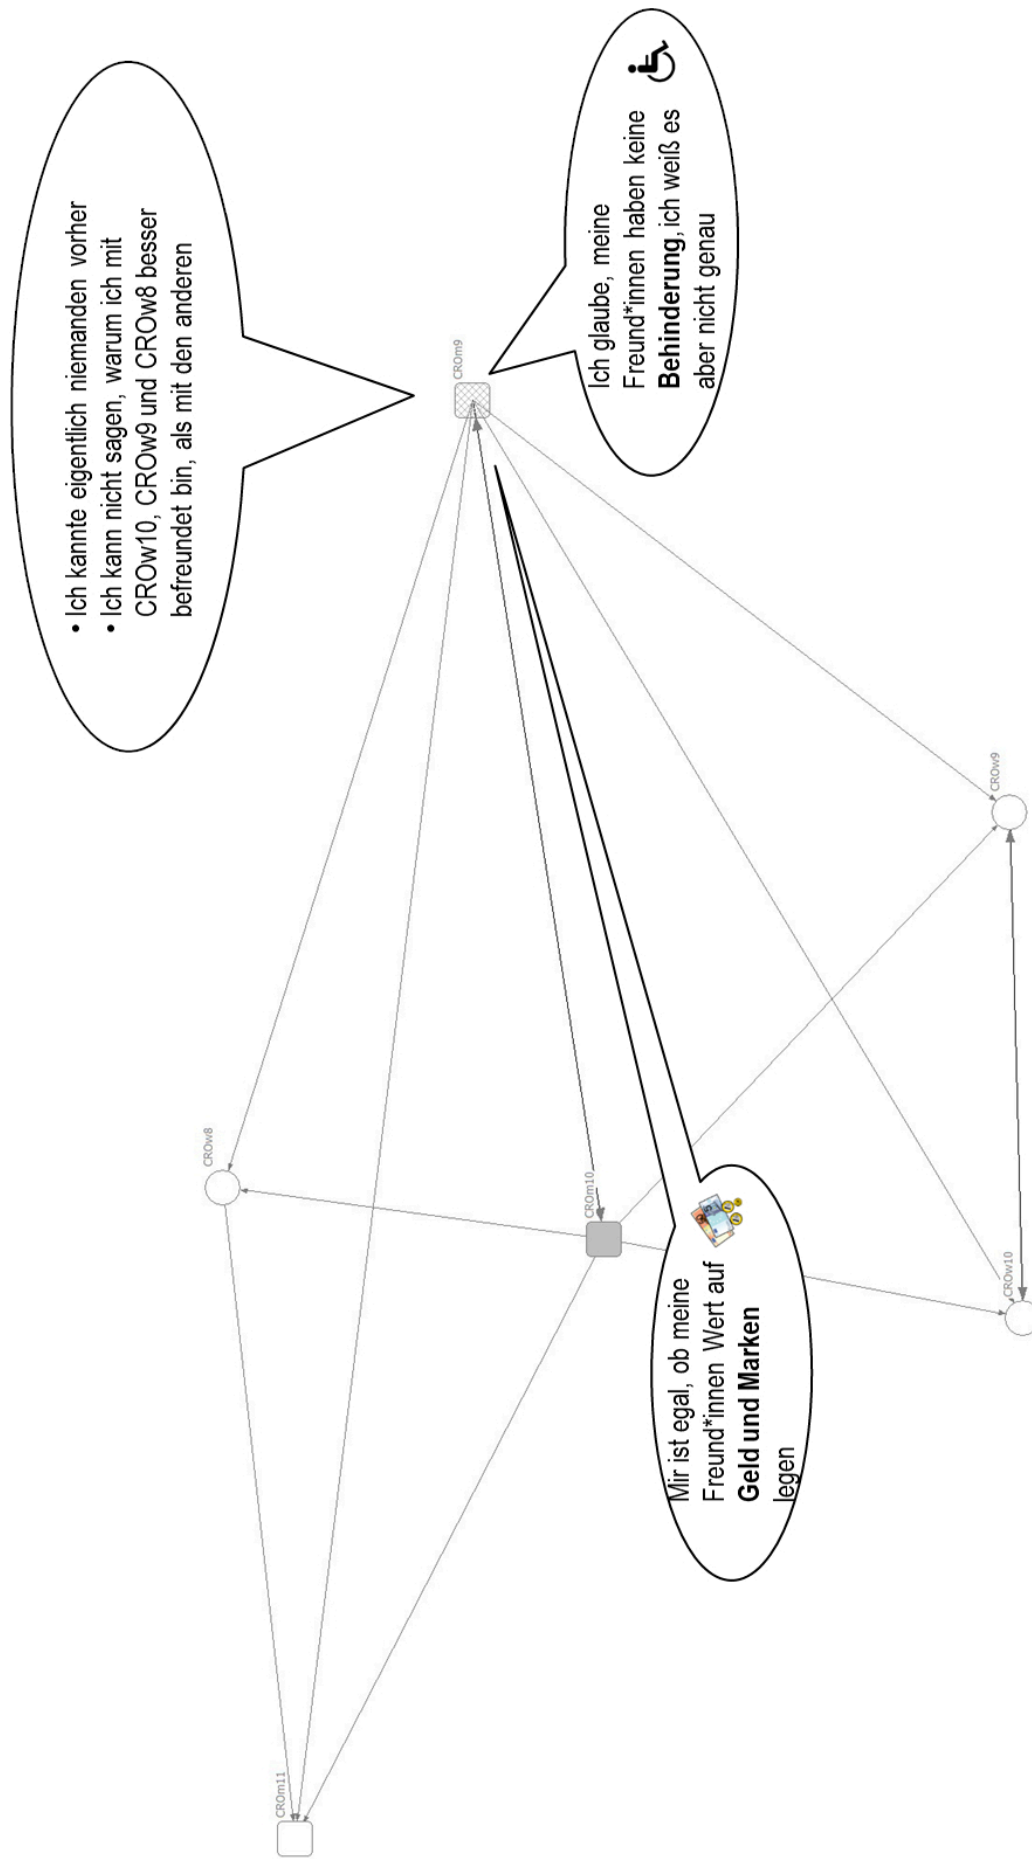 • Ich kannte eigentlich niemanden vorher
• Ich kann nicht sagen, warum ich mit
CROw10, CROw9 und CROw8 besser
befreundet bin, als mit den anderen
CROm9
Ich glaube, meine
Freund*innen haben keine
Behinderung, ich weiß es
aber nicht genau
CROw8
CROm10
CROw9
CROw10
CROm11
Mir ist egal, ob meine
Freund*innen Wert auf
Geld und Marken
legen